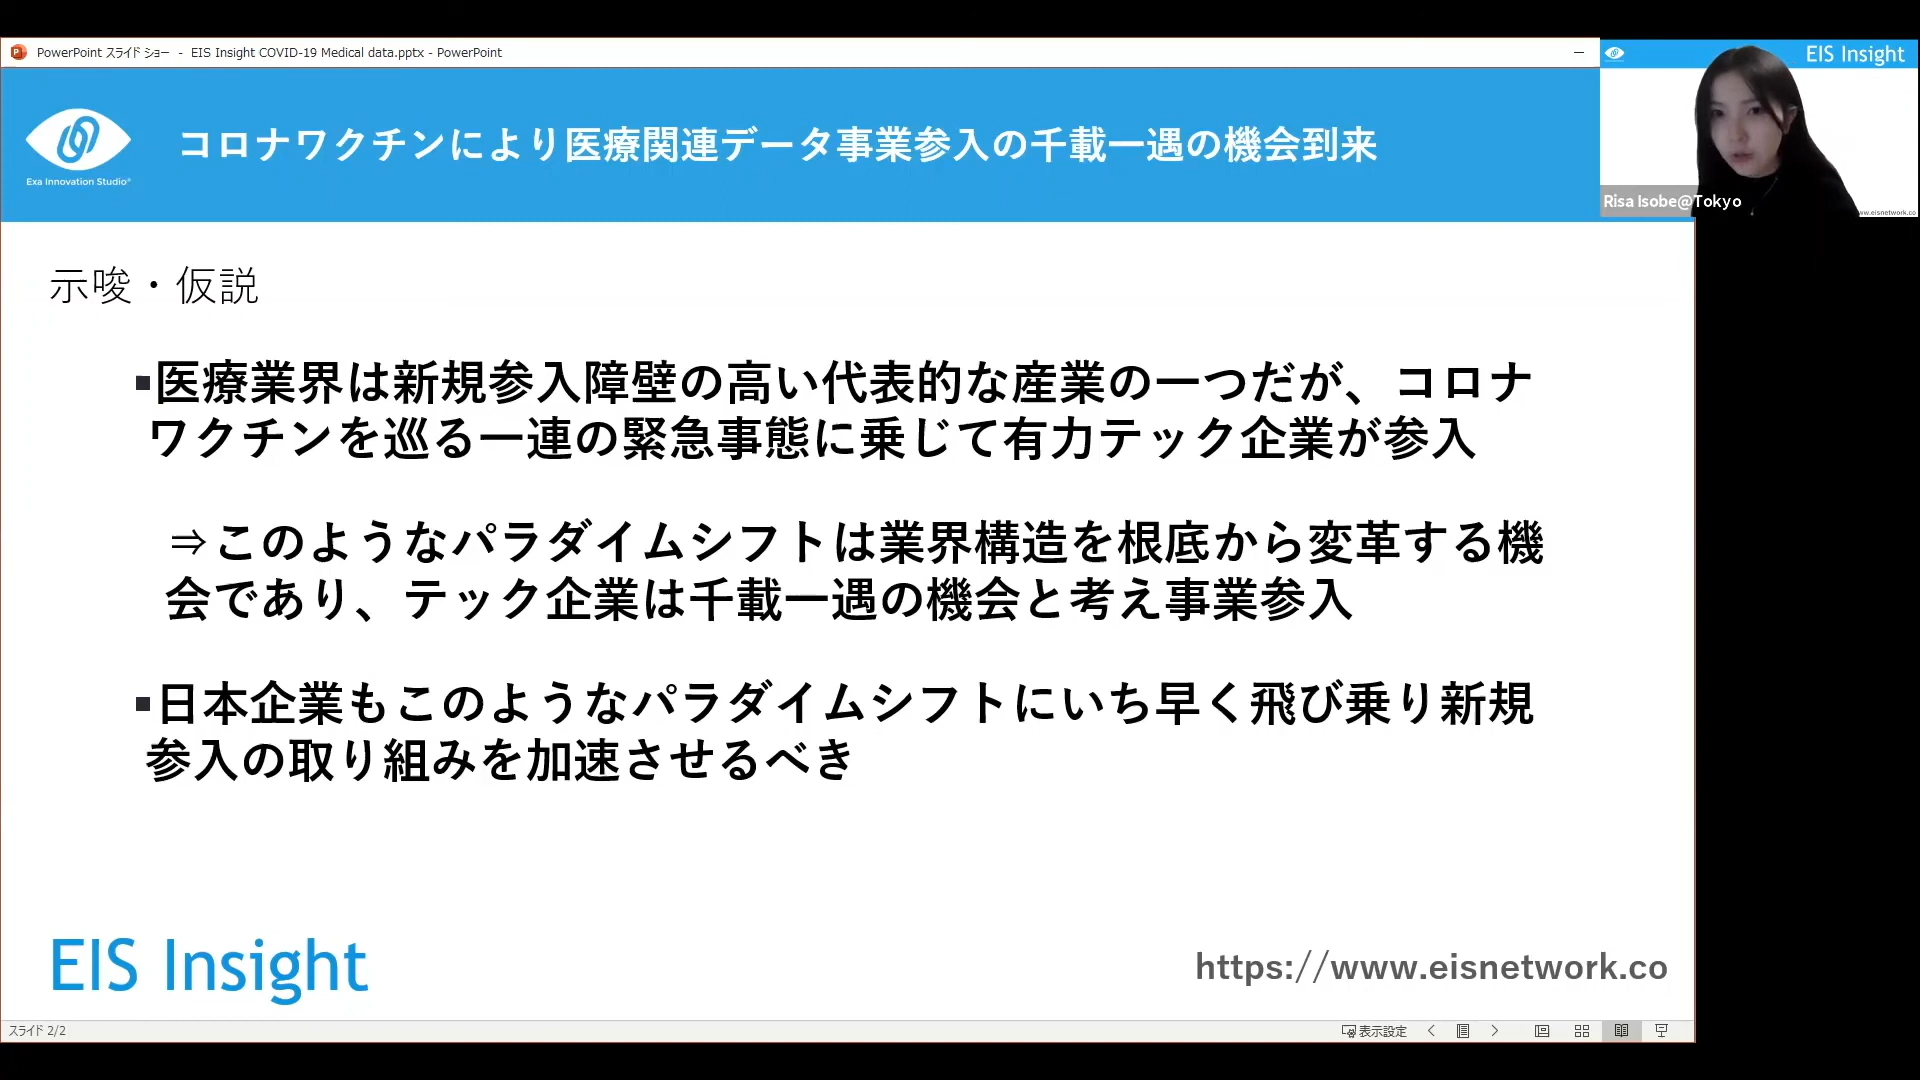 PowerPoint スライド ショー - EIS Insight COVID-19 Medical data.pptx - PowerPoint
EIS Insight
コロナワクチンにより医療関連データ事業参入の千載一遇の機会到来
Exa Innovation Studio®
Risa Isobe@Tokyo
www.eisnetwork.co
示唆・仮説
▪医療業界は新規参入障壁の高い代表的な産業の一つだが、コロナ
ワクチンを巡る一連の緊急事態に乗じて有力テック企業が参入
⇒このようなパラダイムシフトは業界構造を根底から変革する機
会であり、テック企業は千載一遇の機会と考え事業参入
▪日本企業もこのようなパラダイムシフトにいち早く飛び乗り新規
参入の取り組みを加速させるべき
EIS Insight
https://www.eisnetwork.co
スライド 2/2
表示設定